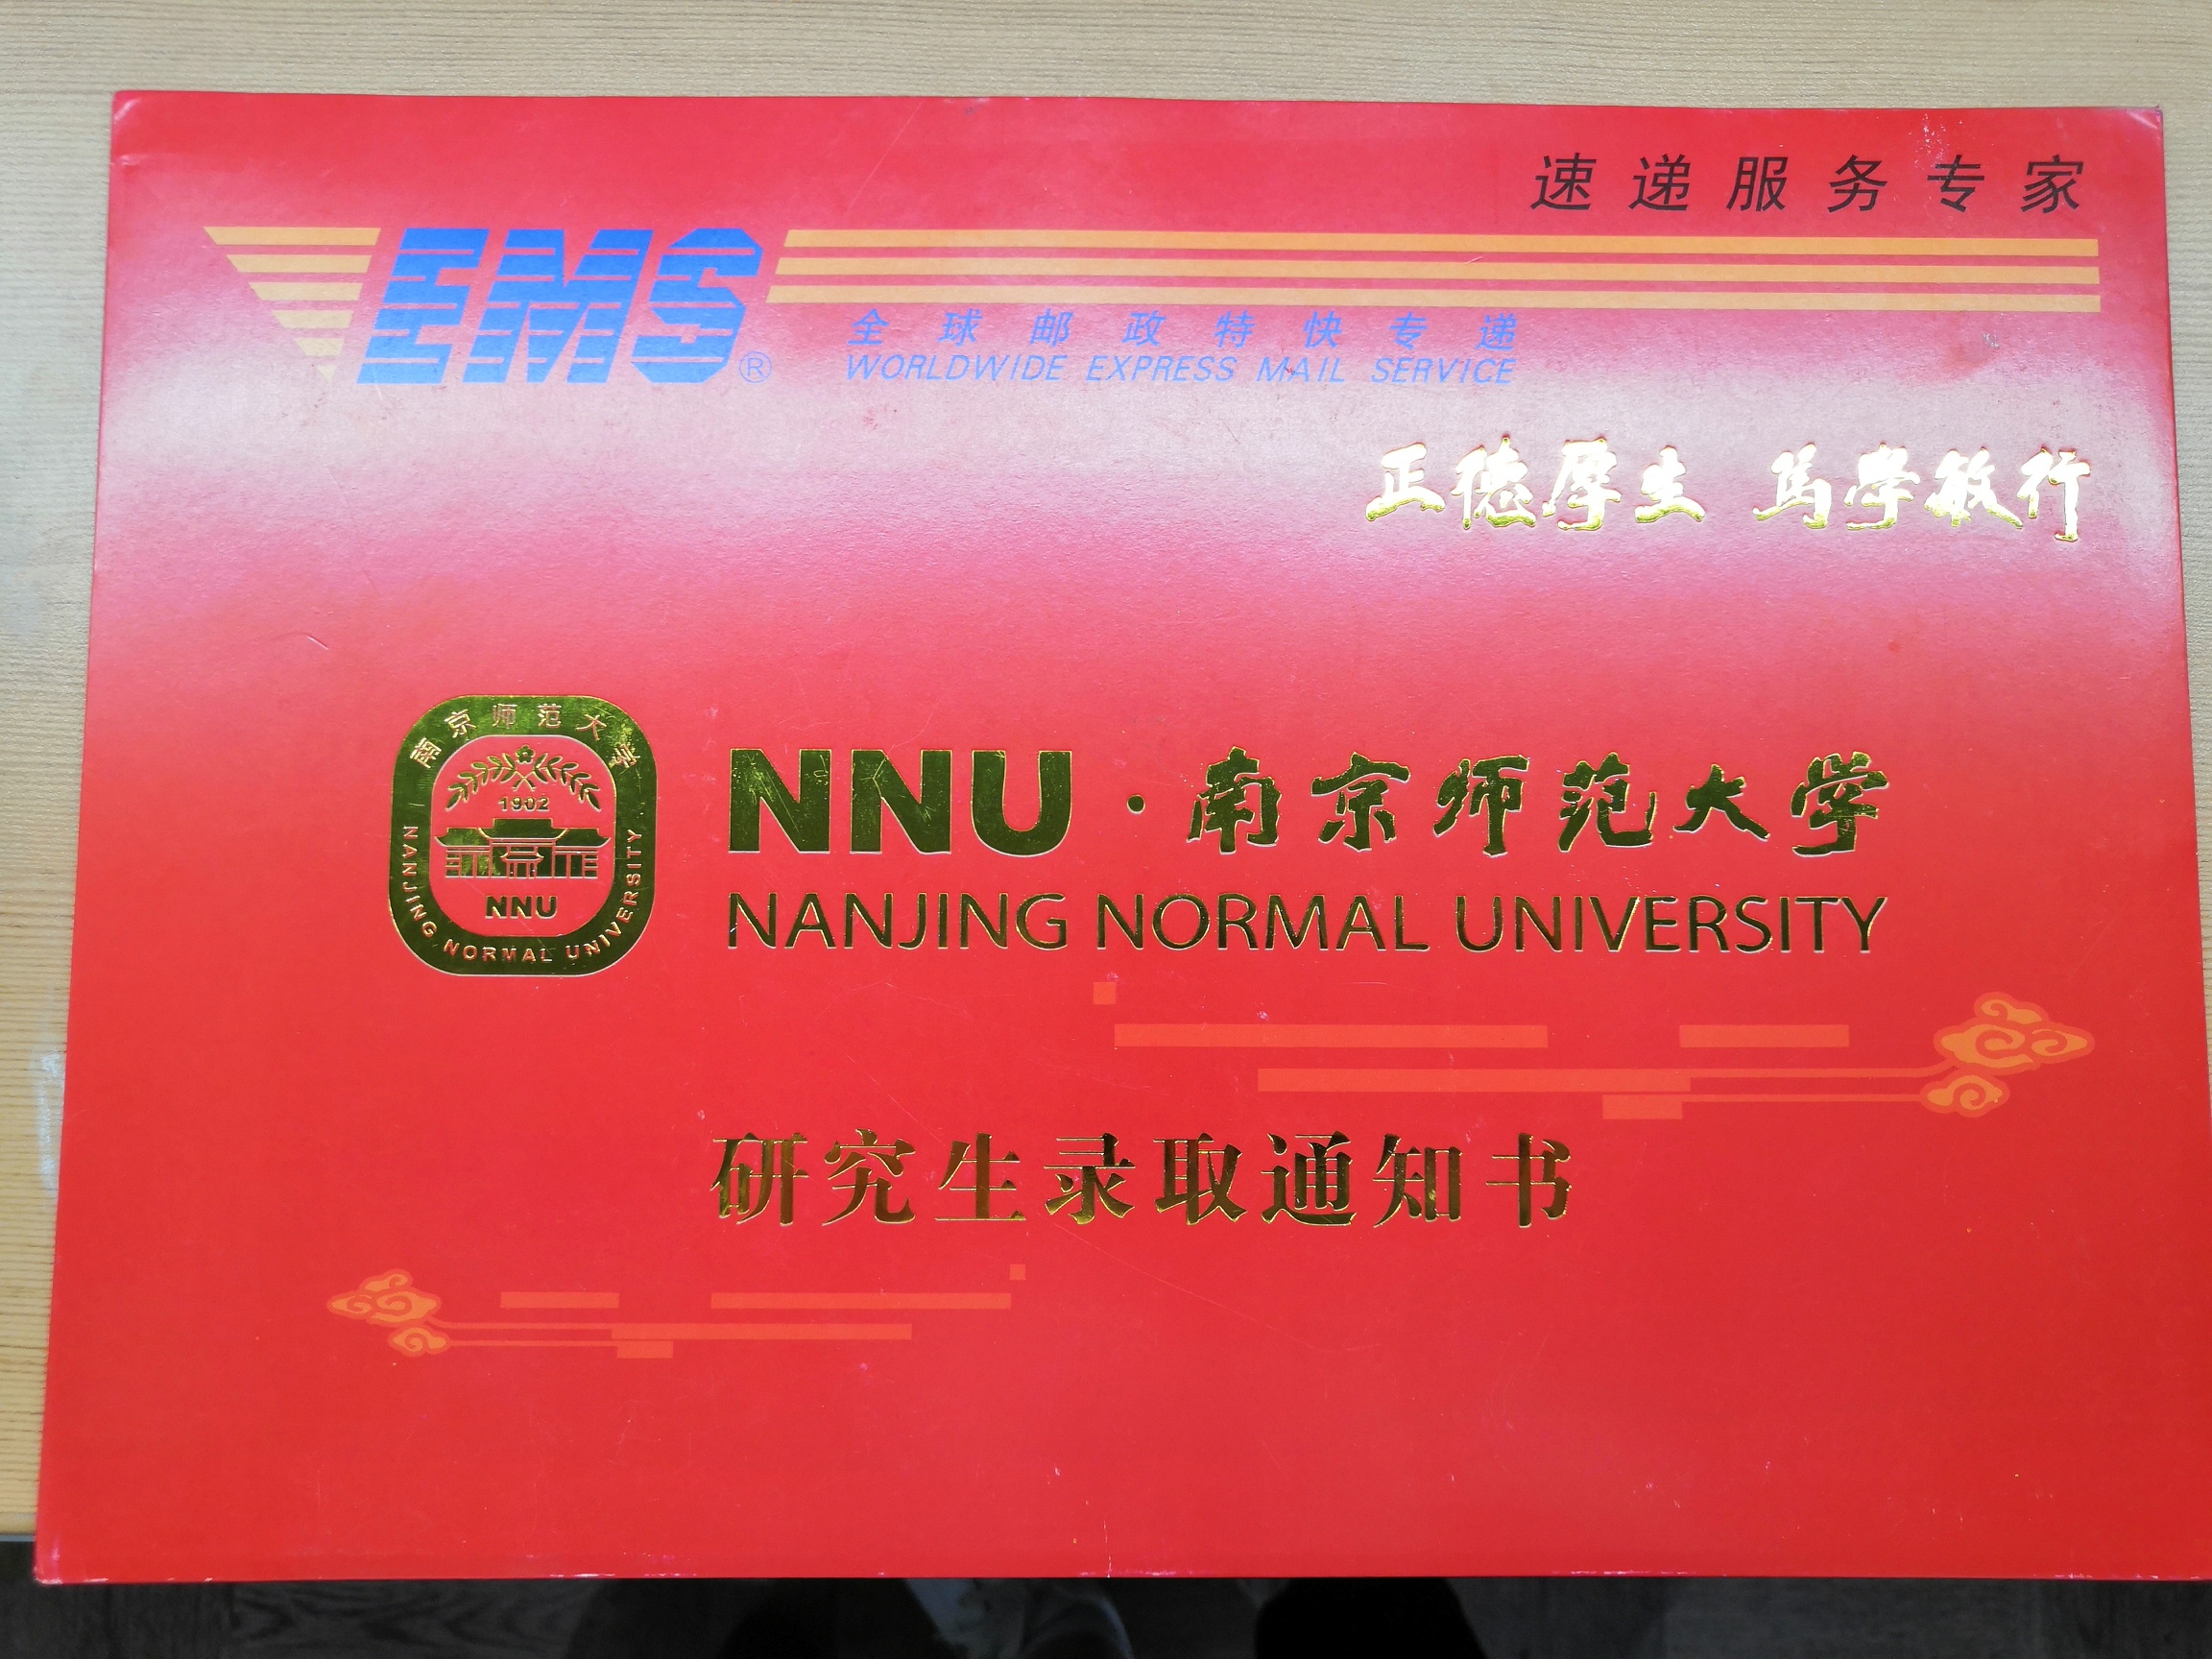 速递服务专家
EMS®
全球邮政特快专递
WORLDWIDE EXPRESS MAIL SERVICE
正德厚生 笃学敏行
南京师范大学
1902
NNU
NANJING NORMAL UNIVERSITY
NNU·南京师范大学
NANJING NORMAL UNIVERSITY
研究生录取通知书